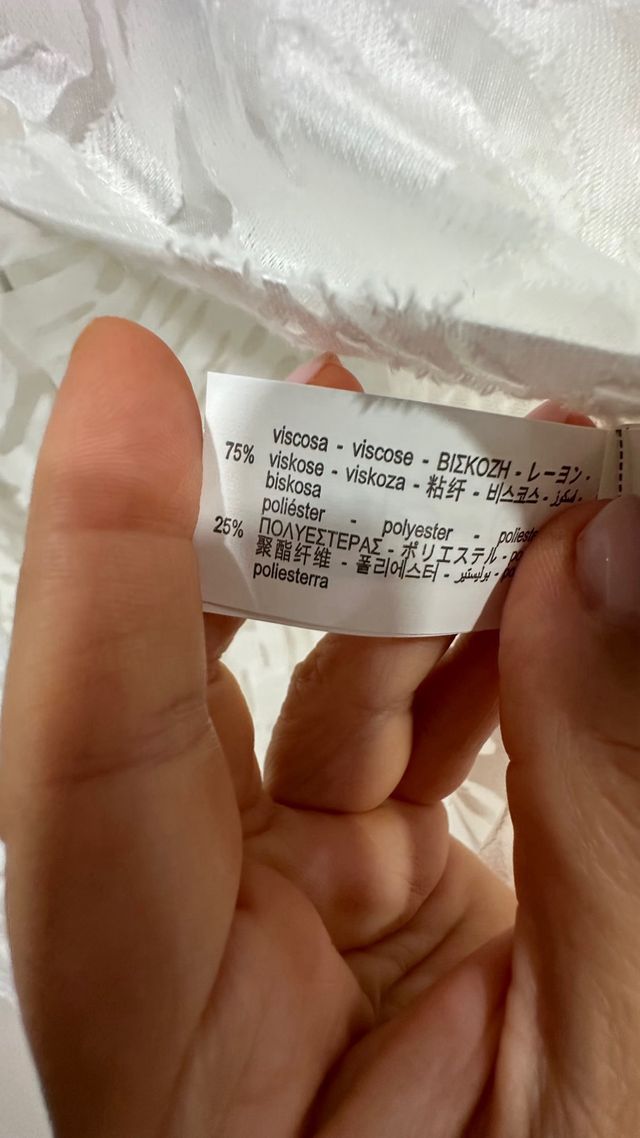 75% viscosa - viscose - ΒΙΣΚΟΖΗ - レーヨン -
viskose - viskoza - 粘纤 - 비스코스 -
biskosa
25% poliéster - polyester -
ΠΟΛΥΕΣΤΕΡΑΣ - ポリエステル -
聚酯纤维 - 폴리에스터 - بوليستير -
poliesterra